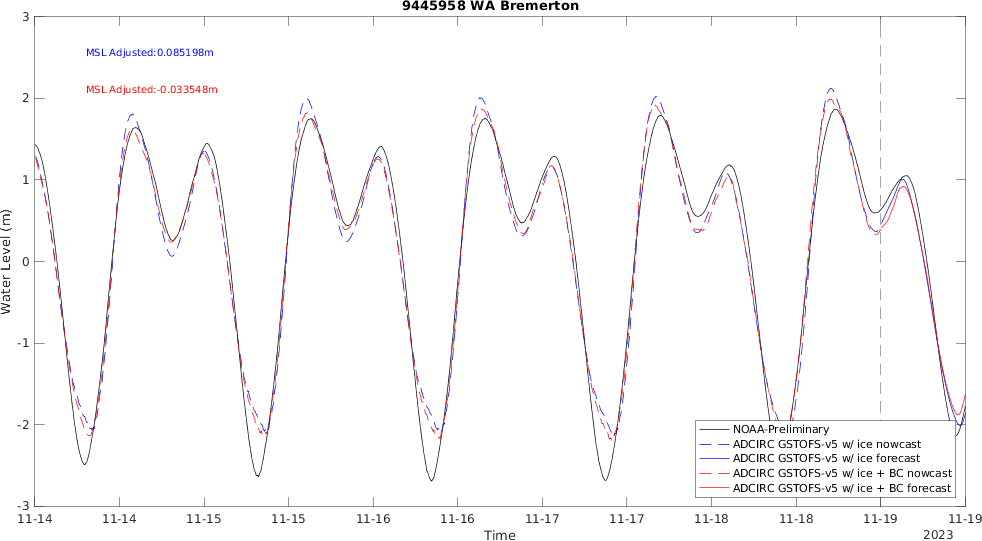 9445958 WA Bremerton
MSL Adjusted:0.085198m
MSL Adjusted:-0.033548m
Water Level (m)
3
2
1
0
-1
-2
-3
NOAA-Preliminary
ADCIRC GSTOFS-v5 w/ ice nowcast
ADCIRC GSTOFS-v5 w/ ice forecast
ADCIRC GSTOFS-v5 w/ ice + BC nowcast
ADCIRC GSTOFS-v5 w/ ice + BC forecast
11-14 11-14 11-15 11-15 11-16 11-16 11-17 11-17 11-18 11-18 11-19 11-19
Time
2023